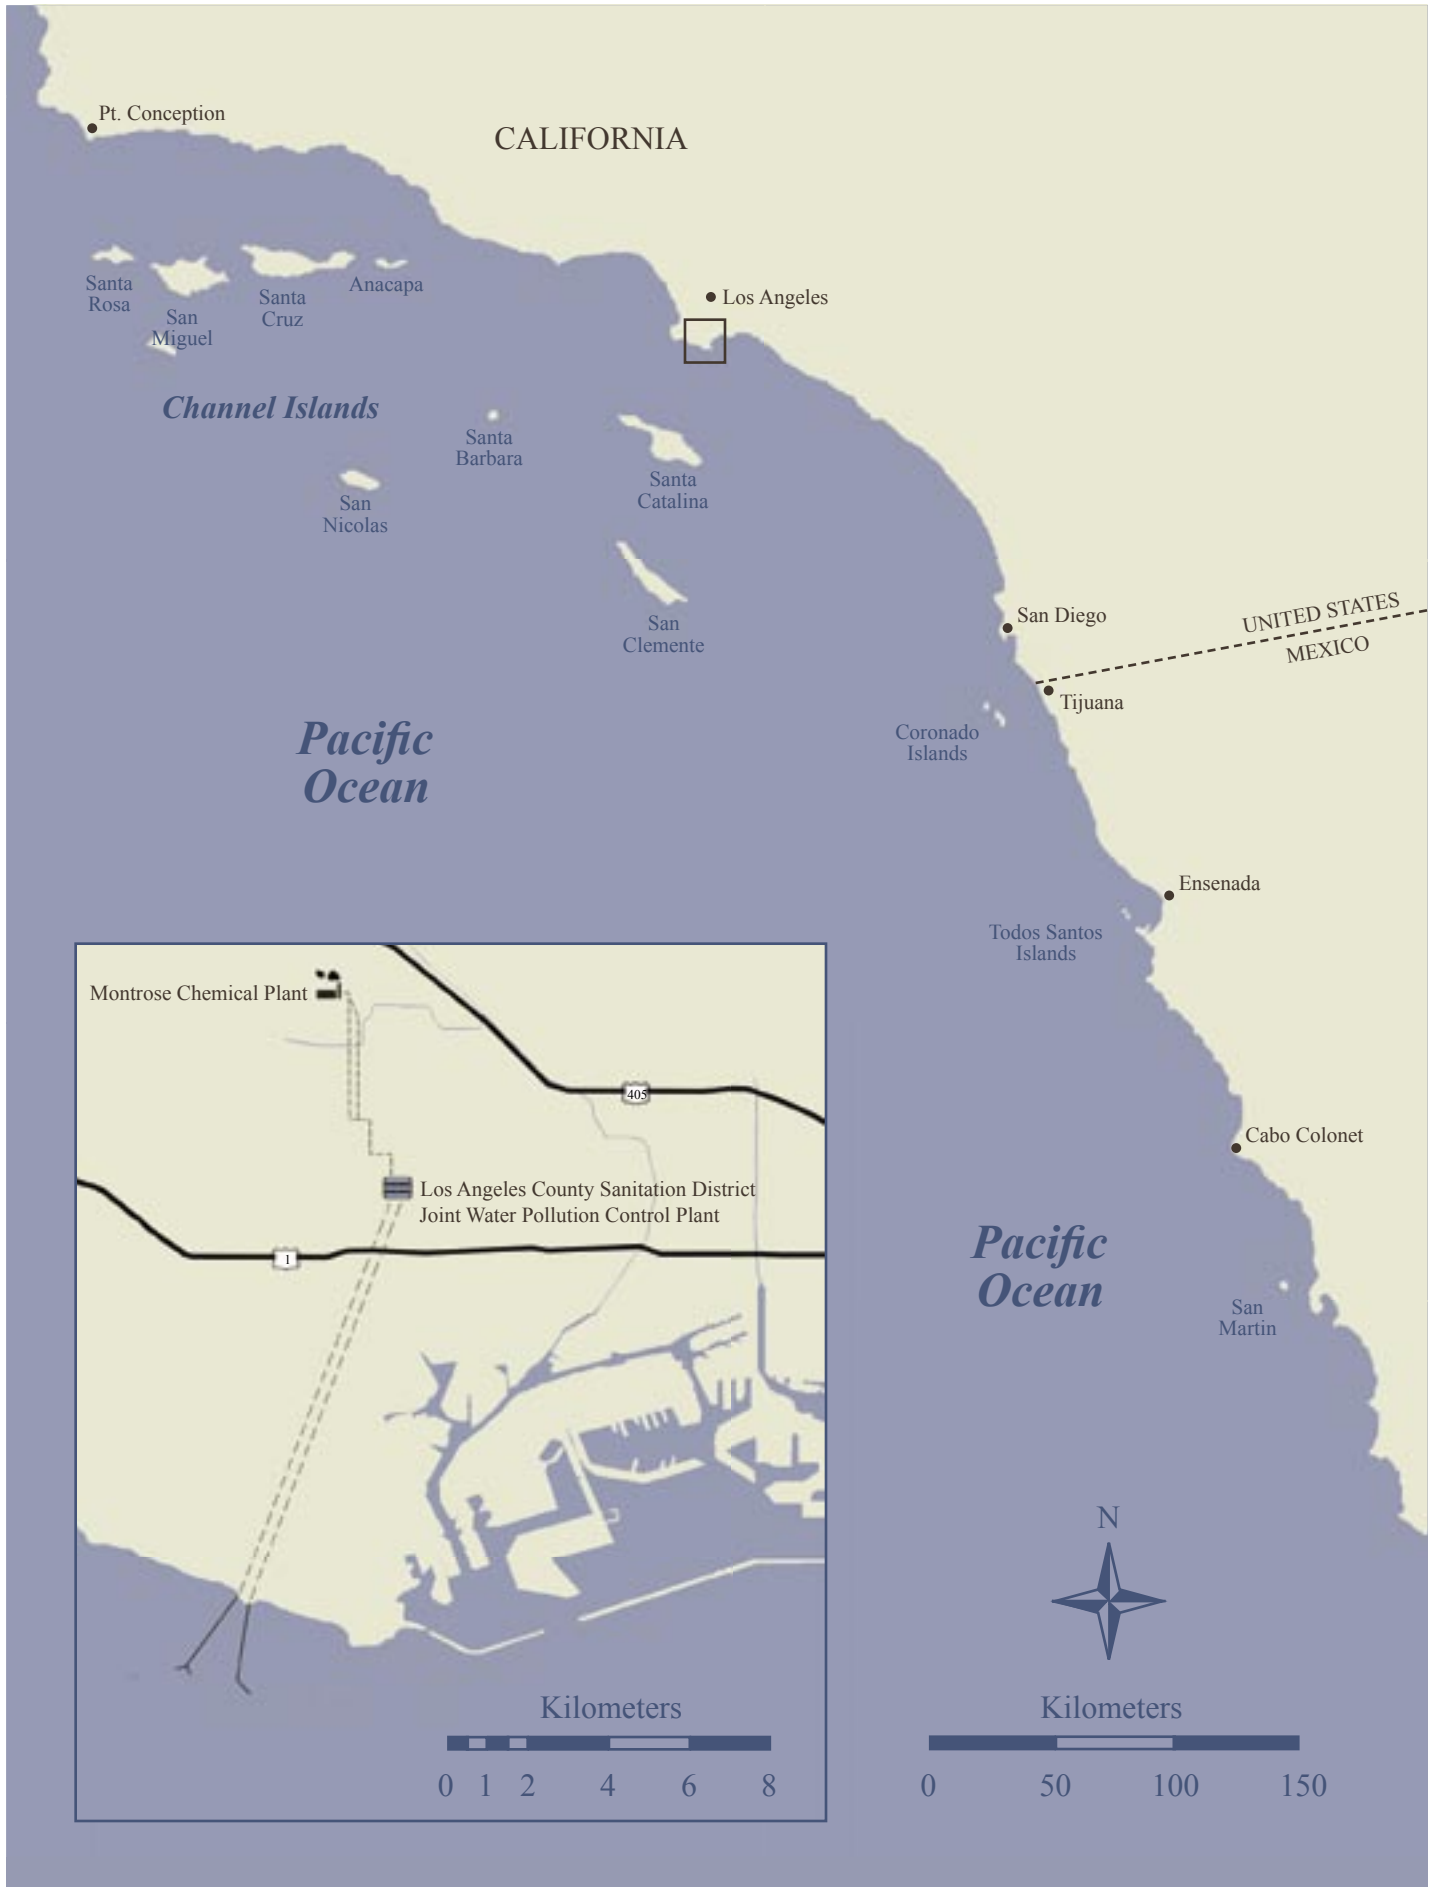 Pt. Conception
CALIFORNIA
Santa
Rosa
San
Miguel
Santa
Cruz
Anacapa
Los Angeles
Channel Islands
Santa
Barbara
Santa
Catalina
San
Nicolas
San
Clemente
San Diego
UNITED STATES
MEXICO
Tijuana
Coronado
Islands
Pacific
Ocean
Ensenada
Todos Santos
Islands
Cabo Colonet
Pacific
Ocean
San
Martin
Montrose Chemical Plant
405
Los Angeles County Sanitation District
Joint Water Pollution Control Plant
1
Kilometers
0 1 2 4 6 8
N
Kilometers
0 50 100 150